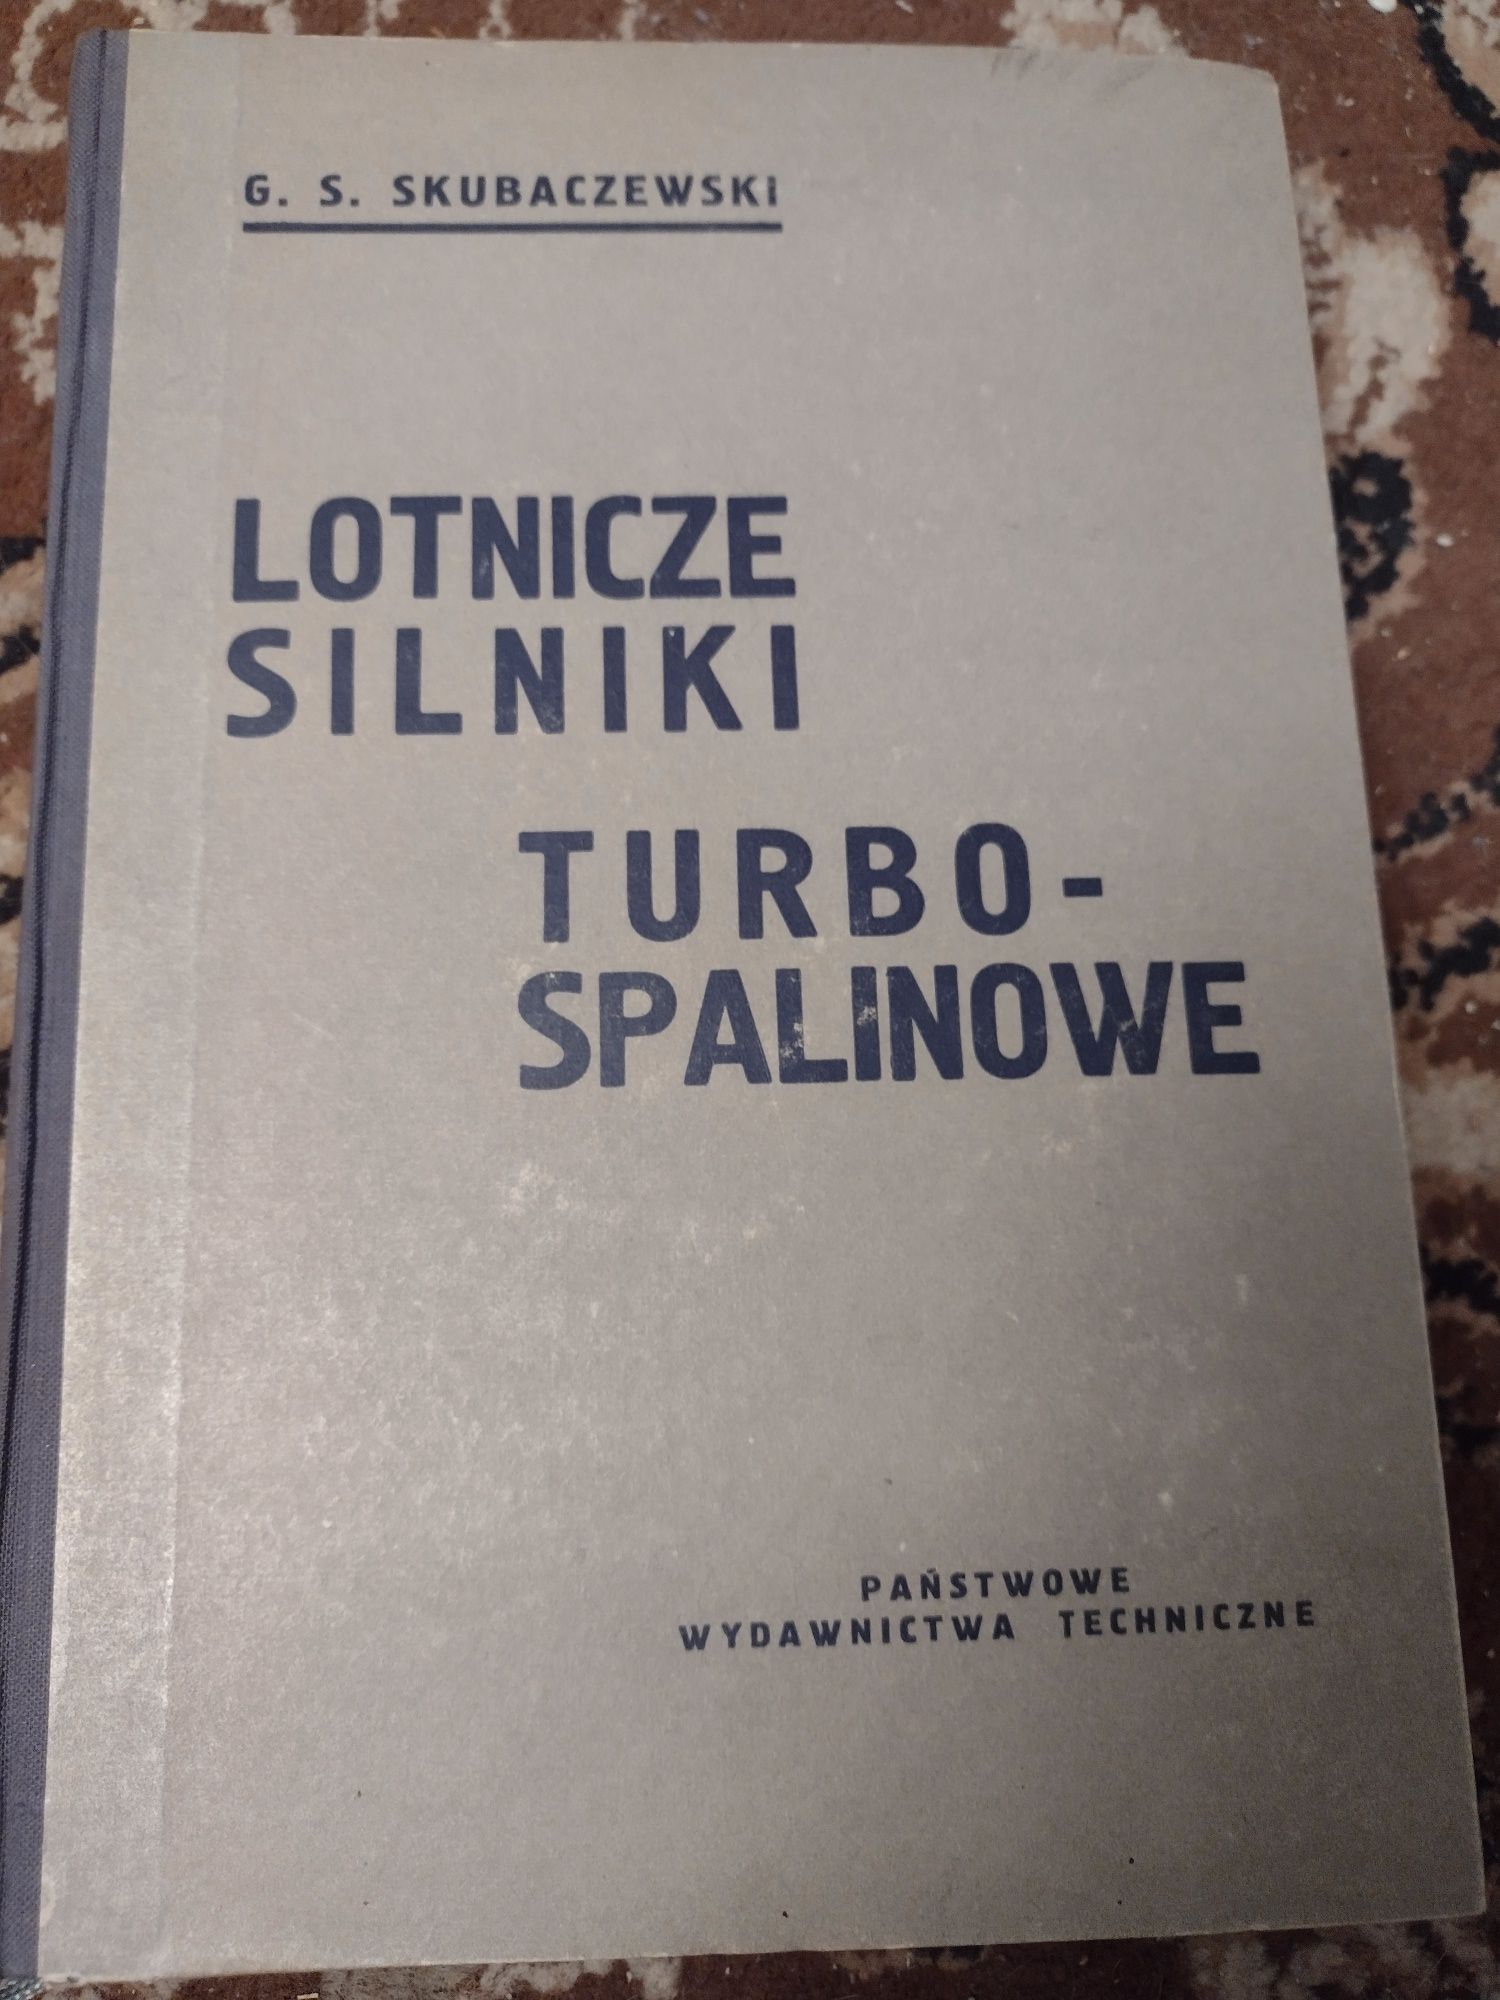 G. S. SKUBACZEWSKI
LOTNICZE
SILNIKI
TURBO-
SPALINOWE
PAŃSTWOWE
WYDAWNICTWA TECHNICZNE